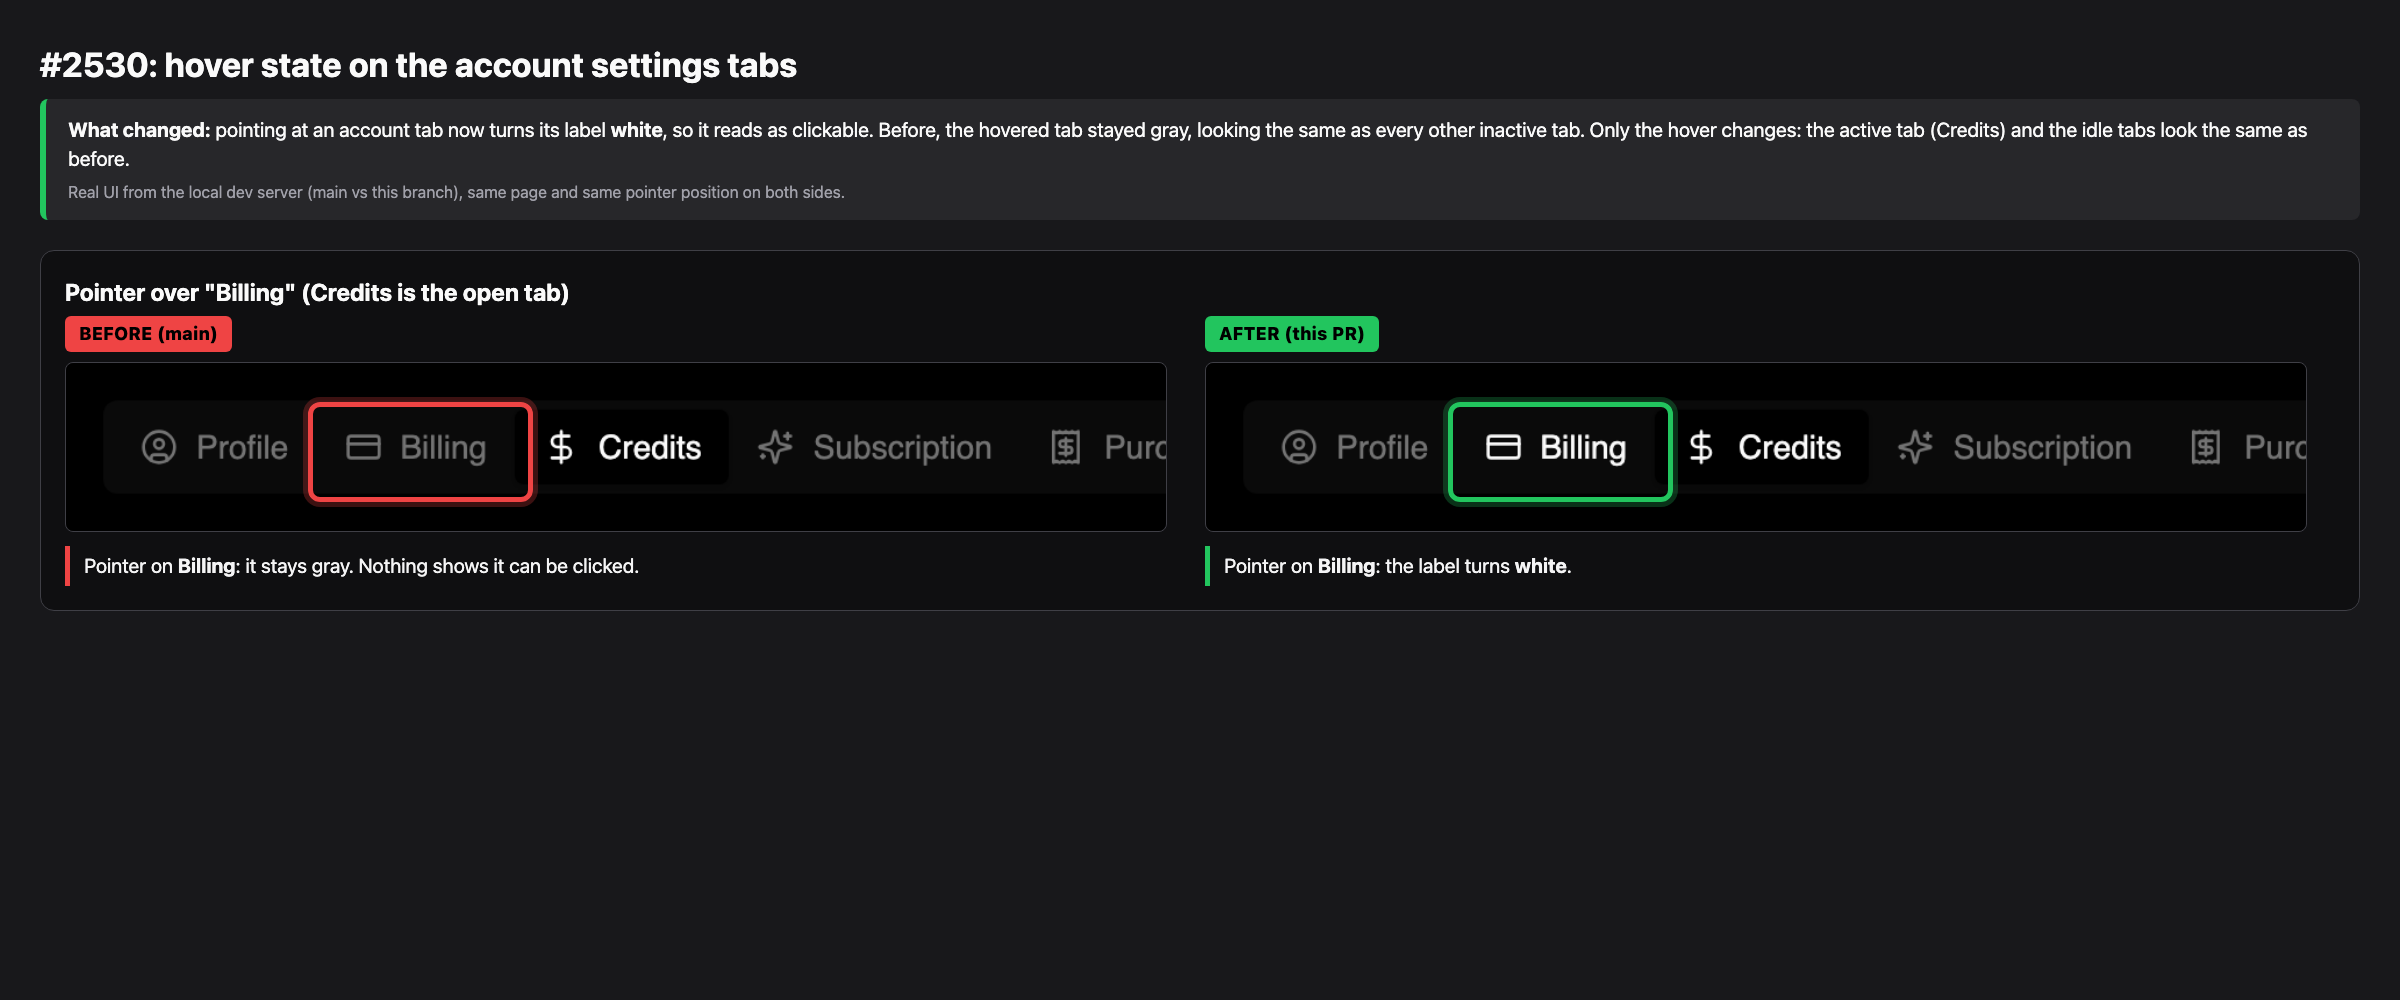 #2530: hover state on the account settings tabs
What changed: pointing at an account tab now turns its label white, so it reads as clickable. Before, the hovered tab stayed gray, looking the same as every other inactive tab. Only the hover changes: the active tab (Credits) and the idle tabs look the same as
before.
Real UI from the local dev server (main vs this branch), same page and same pointer position on both sides.
Pointer over "Billing" (Credits is the open tab)
BEFORE (main)
Profile Billing Credits Subscription Purc
Pointer on Billing: it stays gray. Nothing shows it can be clicked.
AFTER (this PR)
Profile Billing Credits Subscription Purc
Pointer on Billing: the label turns white.